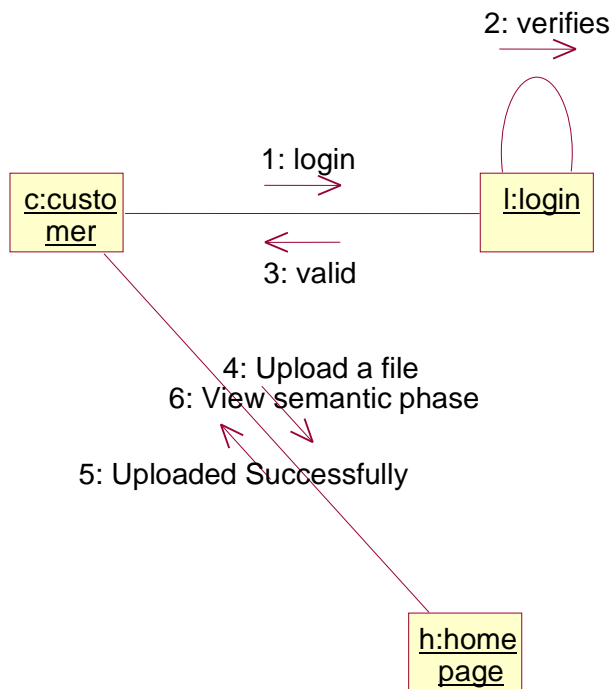 2: verifies
1: login
c:custo
mer
l:login
3: valid
4: Upload a file
6: View semantic phase
5: Uploaded Successfully
h:home
page